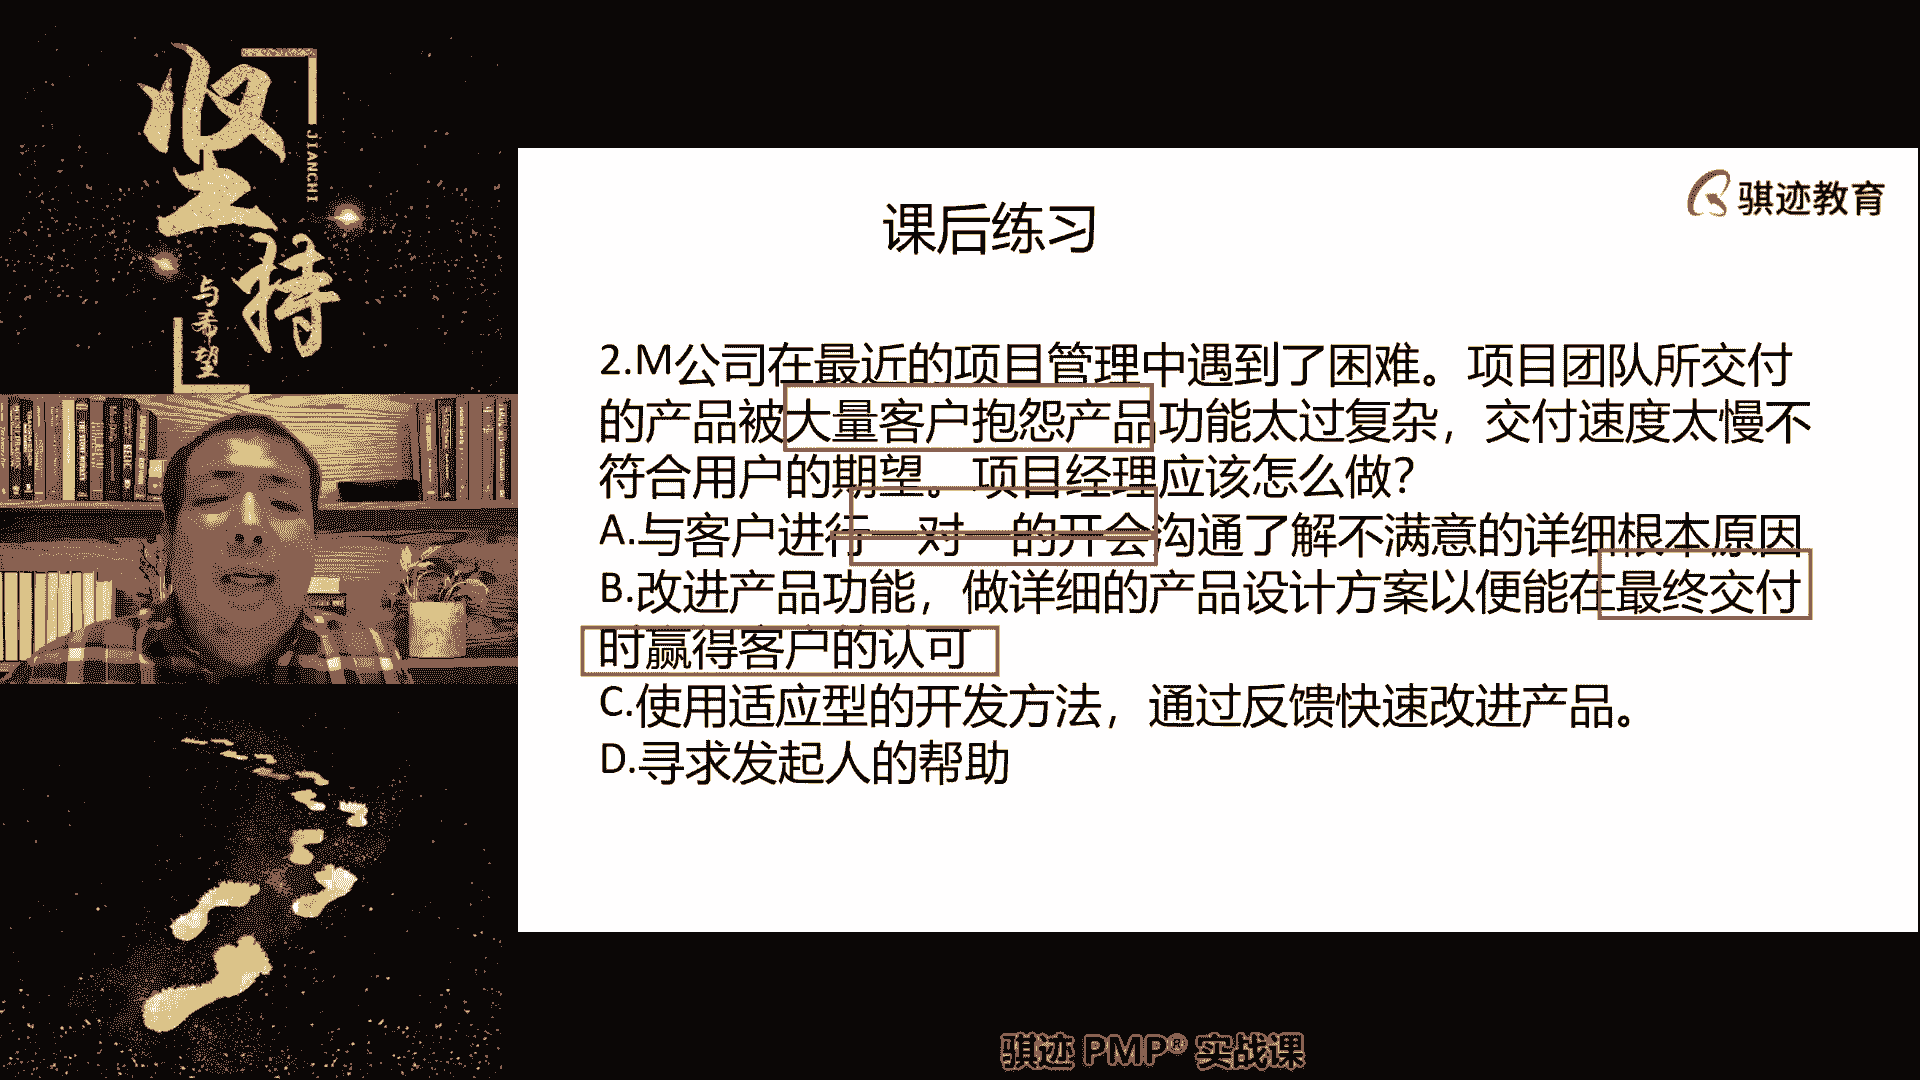 坚持
JIANCHI
与希望
骐迹教育
课后练习
2.M公司在最近的项目管理中遇到了困难。项目团队所交付
的产品被大量客户抱怨产品功能太过复杂，交付速度太慢不
符合用户的期望。项目经理应该怎么做？
A.与客户进行一对一的开会沟通了解不满意的详细根本原因
B.改进产品功能，做详细的产品设计方案以便能在最终交付
时赢得客户的认可
C.使用适应型的开发方法，通过反馈快速改进产品。
D.寻求发起人的帮助
骐迹 PMP® 实战课